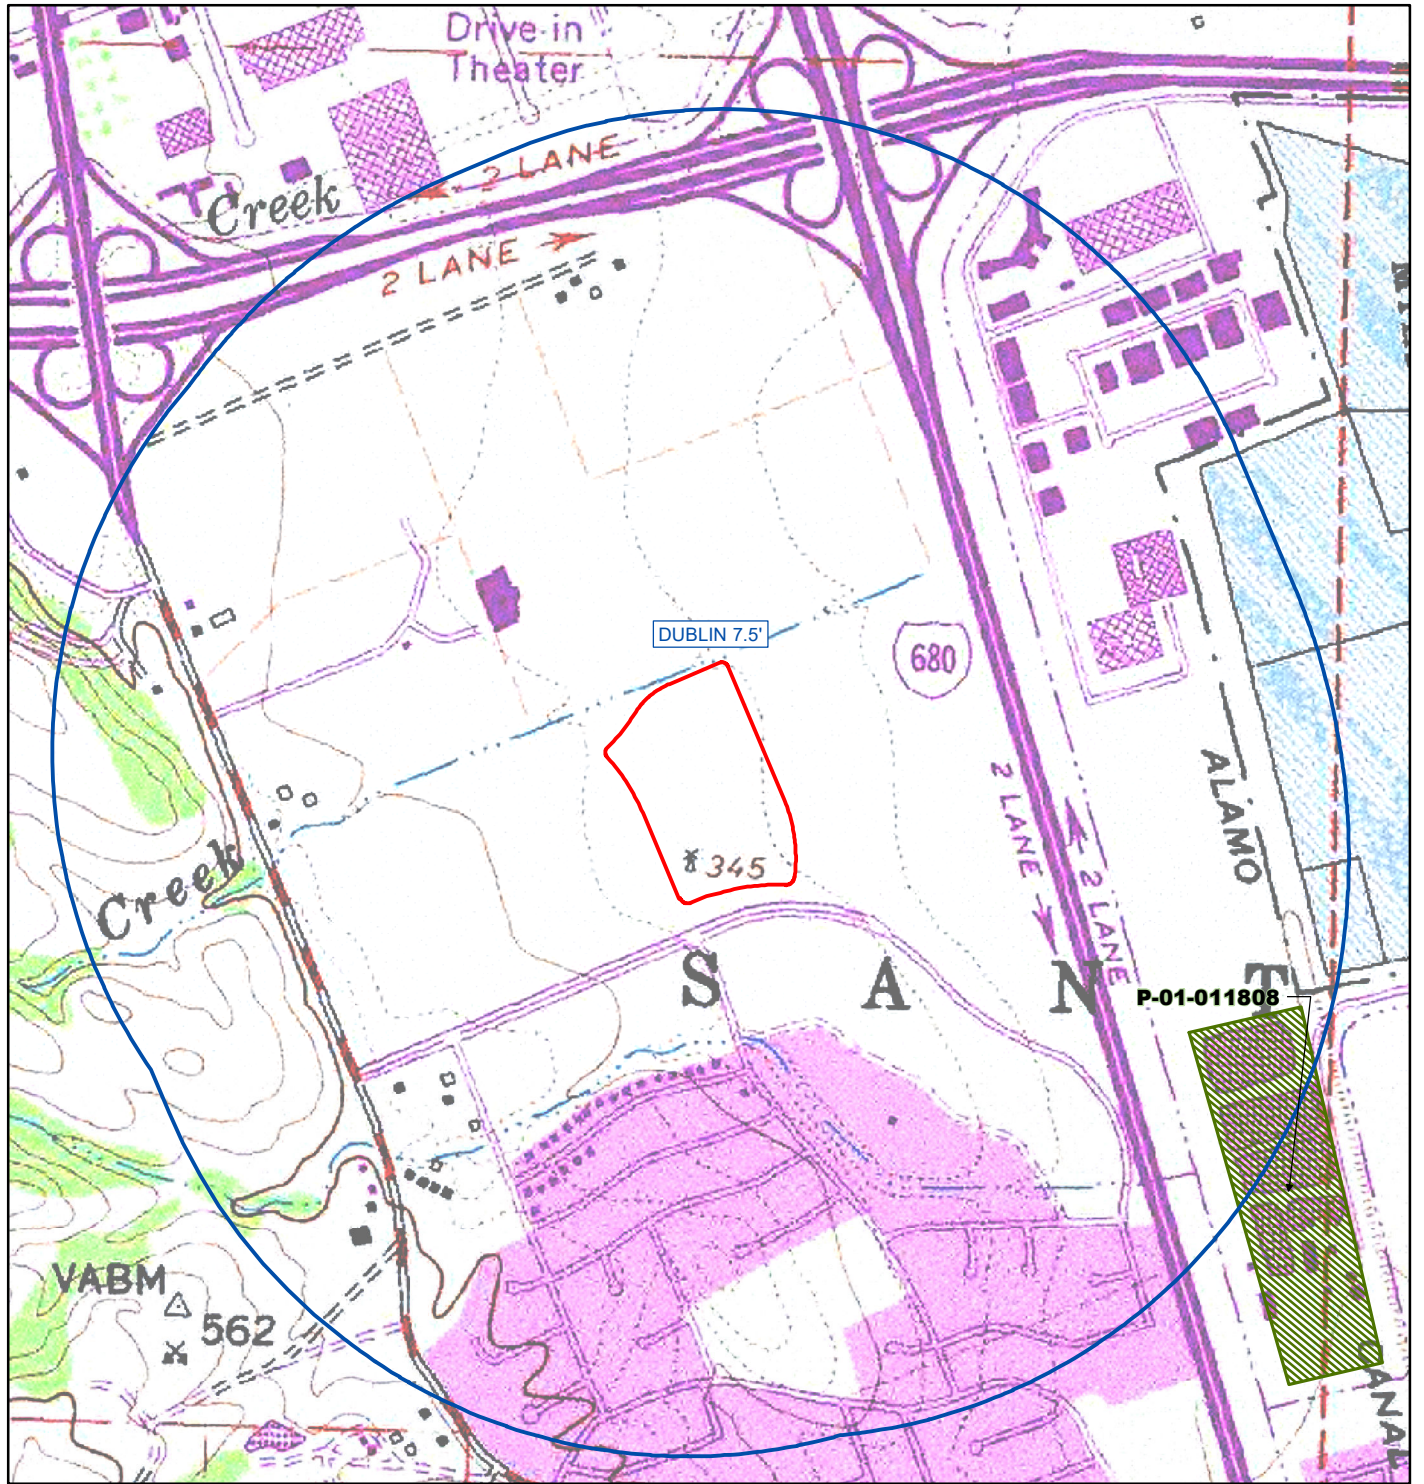 Drive-in
Theater
2 LANE
Creek
2 LANE
DUBLIN 7.5'
680
345
2 LANE
2 LANE
ALAMO
Creek
S A N T
P-01-011808
VABM
562
CANAL